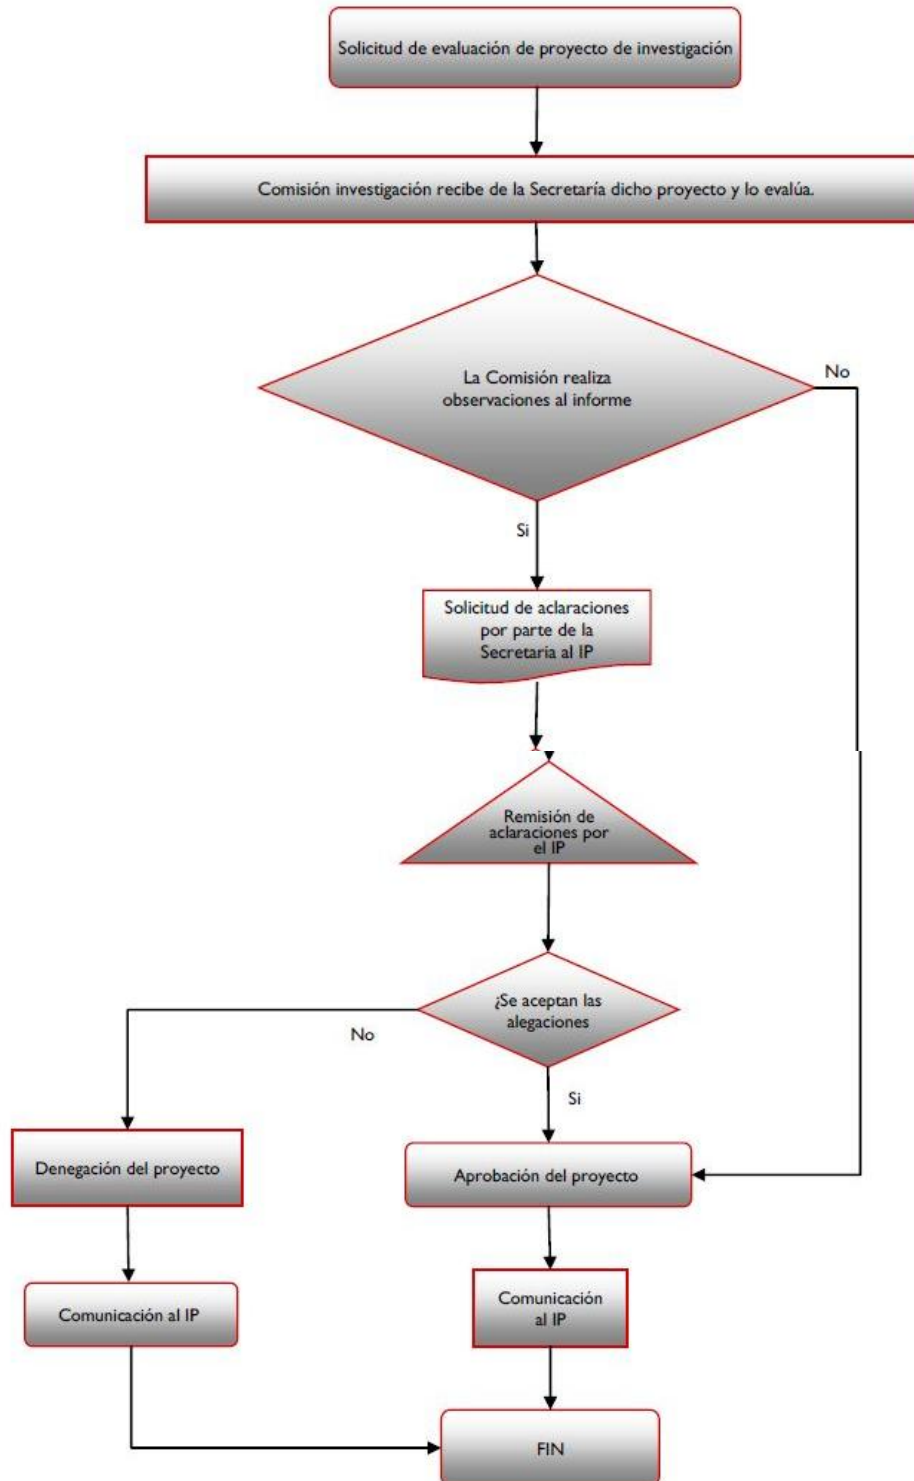 Solicitud de evaluación de proyecto de investigación
Comisión investigación recibe de la Secretaría dicho proyecto y lo evalúa.
La Comisión realiza
observaciones al informe
No
Si
Solicitud de aclaraciones
por parte de la
Secretaria al IP
Remisión de
aclaraciones por
el IP
¿Se aceptan las
alegaciones
No
Si
Denegación del proyecto
Aprobación del proyecto
Comunicación al IP
Comunicación
al IP
FIN